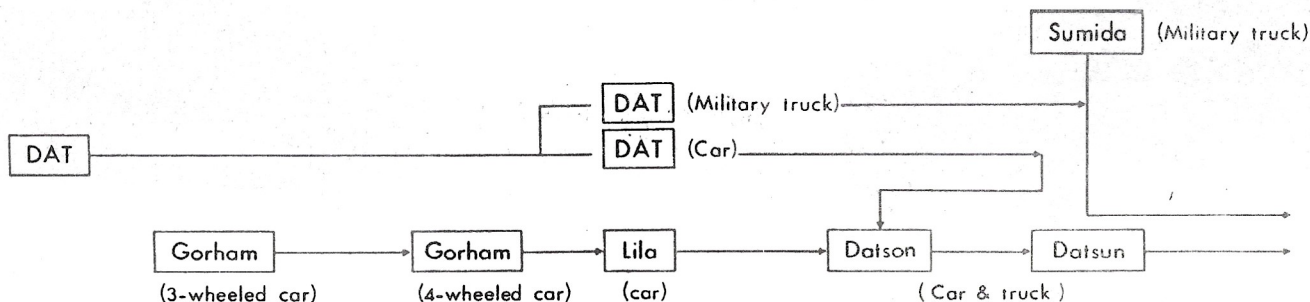 Sumida (Military truck)
DAT (Military truck)
DAT DAT (Car)
Gorham Gorham Lila Datson Datsun
(3-wheeled car) (4-wheeled car) (car) (Car & truck)